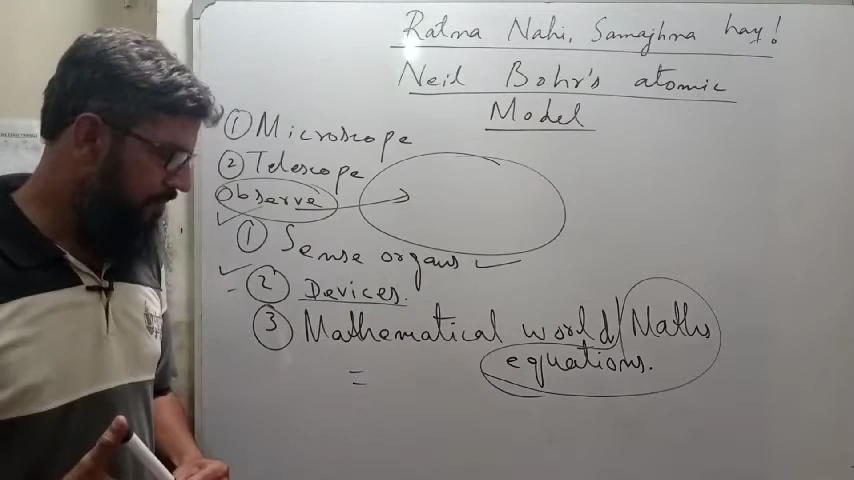 Ratna Nahi, Samajhna hay!
Neil Bohr's atomic
Model
① Microscope
② Telescope
Observe
① Sense organs
② Devices.
③ Mathematical world/Maths
equations.
=